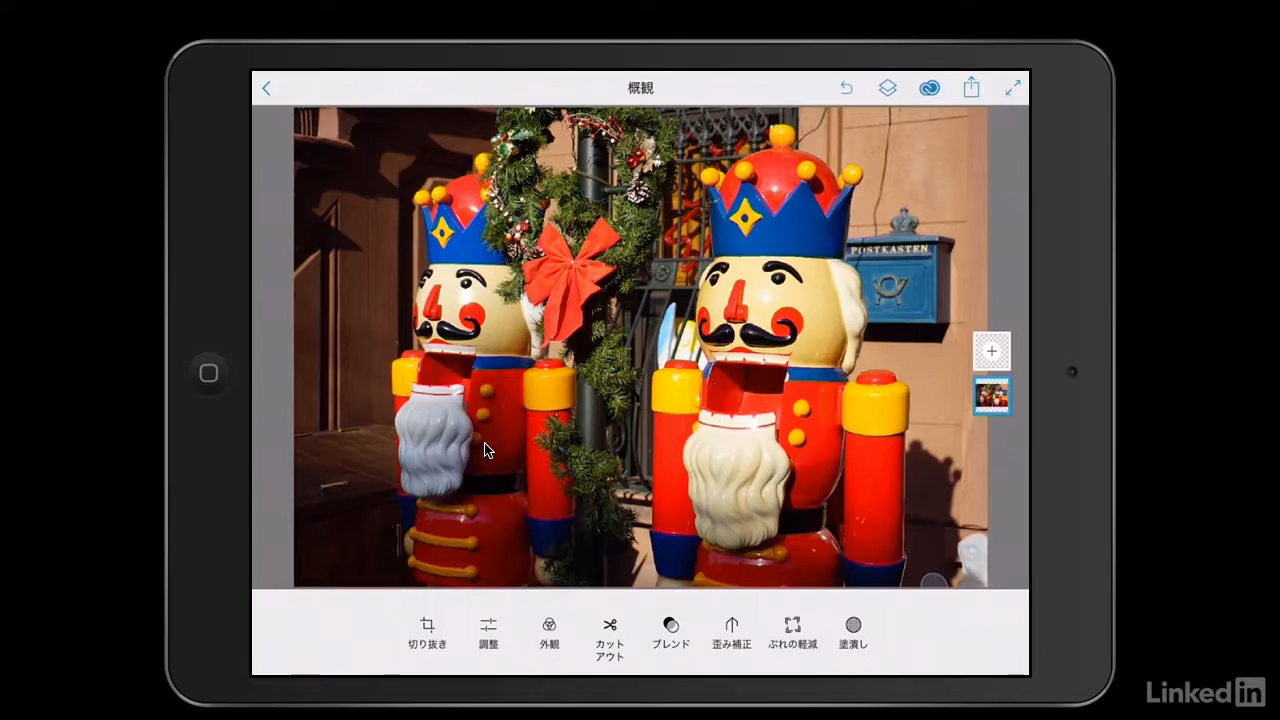 概観
POSTKASTEN
切り抜き
調整
外観
カット
アウト
ブレンド
歪み補正
ぶれの軽減
塗潰し
LinkedIn